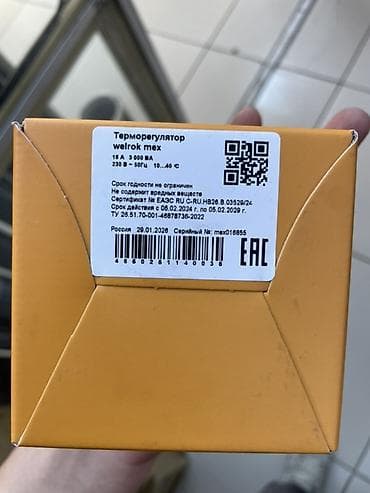 Терморегулятор
welrok mex
16 А 3 000 ВА
230 В ~ 50Гц 10...40 °С
Срок годности не ограничен
Не содержит вредных веществ
Сертификат № ЕАЭС RU С-RU.НВ26.В.03529/24
Срок действия с 06.02.2024 г. по 05.02.2029 г.
ТУ 26.51.70-001-46878736-2022
Россия 29.01.2026 Серийный №: mex016855
EAC